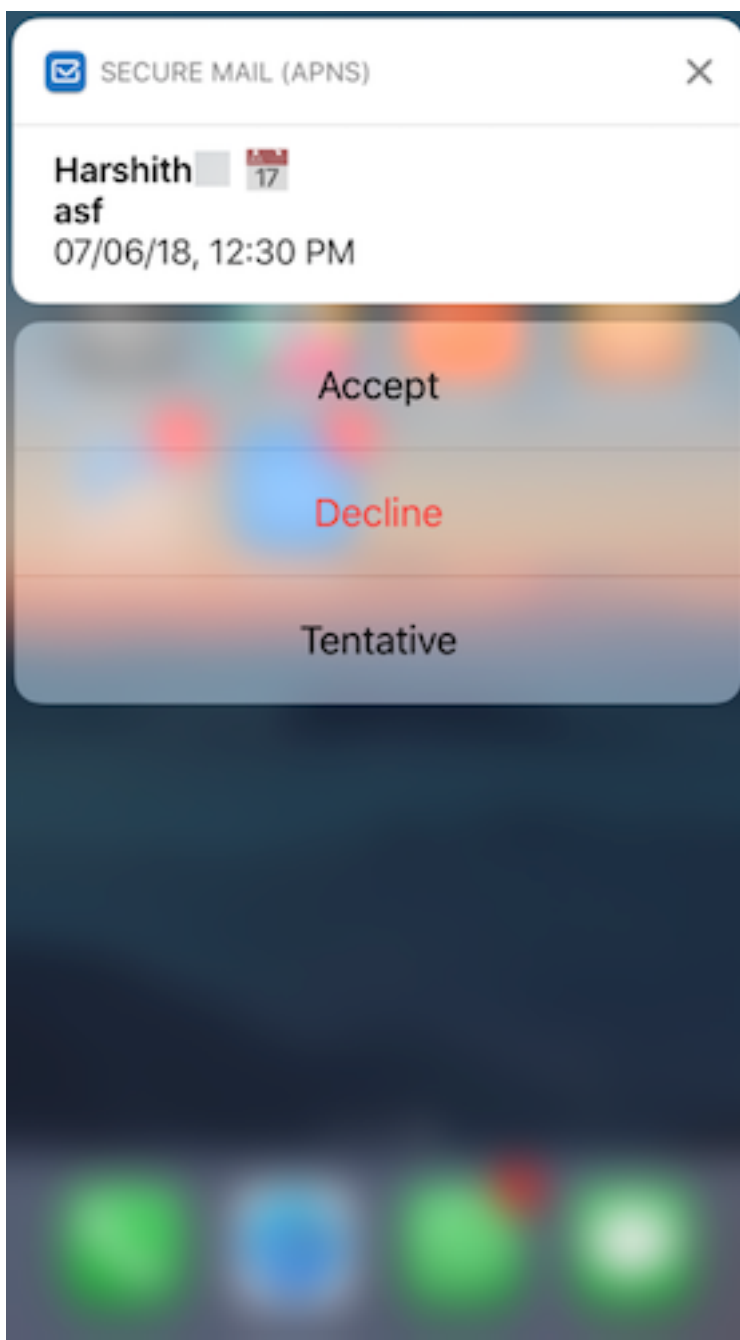 SECURE MAIL (APNS)
Harshith 17
asf
07/06/18, 12:30 PM
Accept
Decline
Tentative